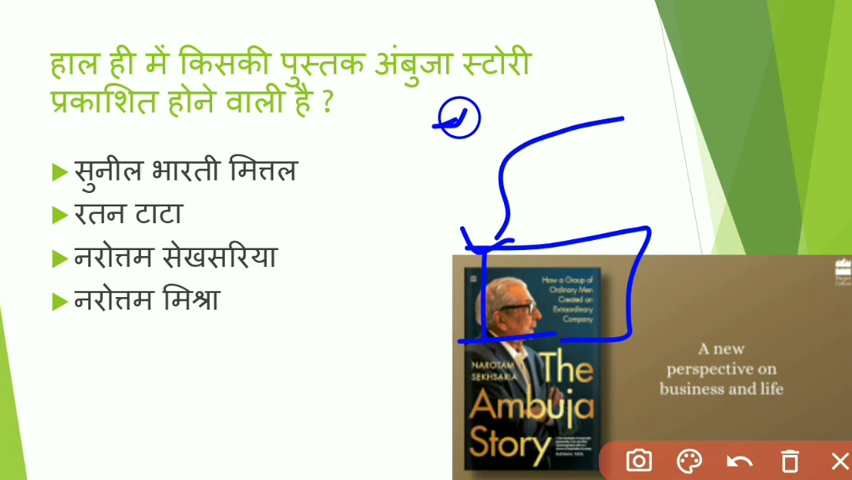 हाल ही में किसकी पुस्तक अंबुजा स्टोरी
प्रकाशित होने वाली है ?
सुनील भारती मित्तल
रतन टाटा
नरोत्तम सेखसरिया
नरोत्तम मिश्रा
How a Group of
Ordinary Men
Created an
Extraordinary
Company
NAROTAM
SEKHSARIA
The
Ambuja
Story
A new
perspective on
business and life